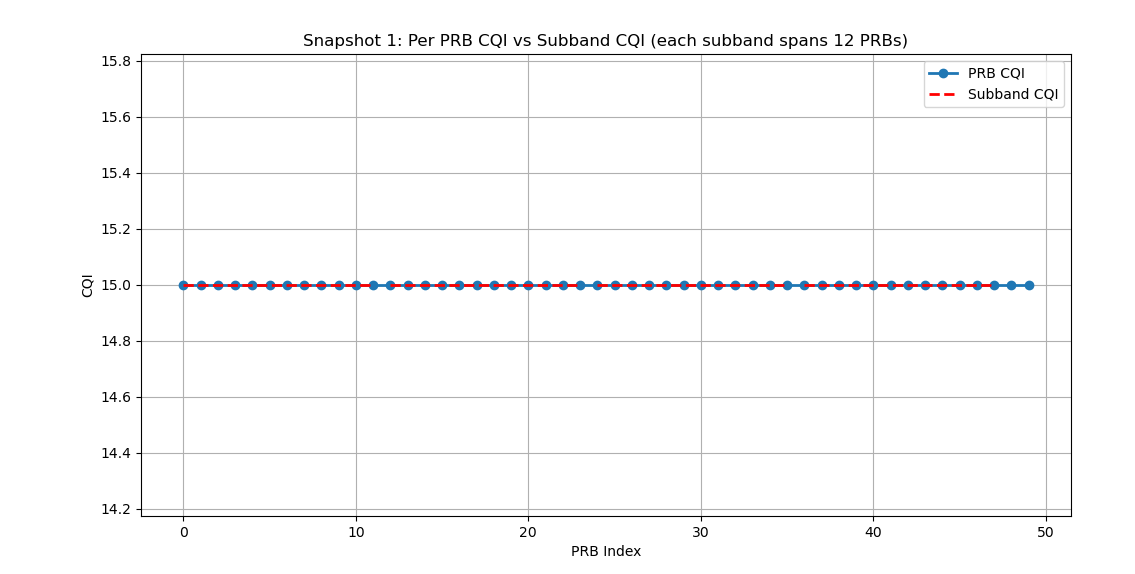 Snapshot 1: Per PRB CQI vs Subband CQI (each subband spans 12 PRBs)
15.8
PRB CQI
Subband CQI
15.6
15.4
15.2
15.0
14.8
14.6
14.4
14.2
CQI
0 10 20 30 40 50
PRB Index